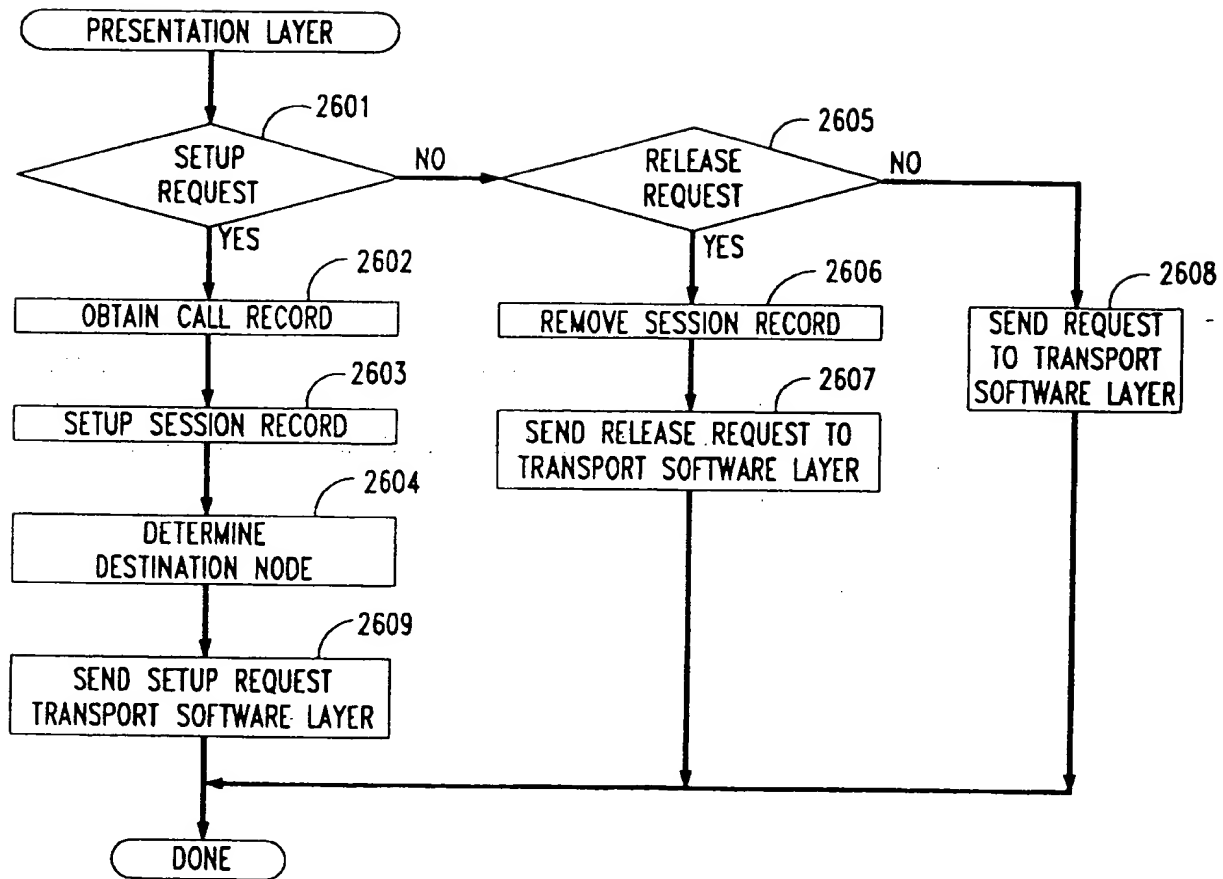 PRESENTATION LAYER
2601
SETUP
REQUEST
NO
YES
2602
OBTAIN CALL RECORD
2603
SETUP SESSION RECORD
2604
DETERMINE
DESTINATION NODE
2609
SEND SETUP REQUEST
TRANSPORT SOFTWARE LAYER
2605
RELEASE
REQUEST
NO
YES
2606
REMOVE SESSION RECORD
2607
SEND RELEASE REQUEST TO
TRANSPORT SOFTWARE LAYER
2608
SEND REQUEST
TO TRANSPORT
SOFTWARE LAYER
DONE